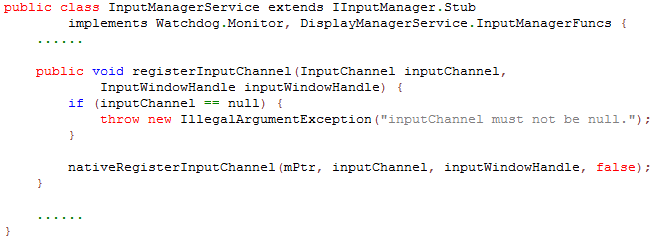 public class InputManagerService extends IInputManager.Stub
        implements Watchdog.Monitor, DisplayManagerService.InputManagerFuncs {
    ......
    public void registerInputChannel(InputChannel inputChannel,
            InputWindowHandle inputWindowHandle) {
        if (inputChannel == null) {
            throw new IllegalArgumentException("inputChannel must not be null.");
        }
        nativeRegisterInputChannel(mPtr, inputChannel, inputWindowHandle, false);
    }
    ......
}